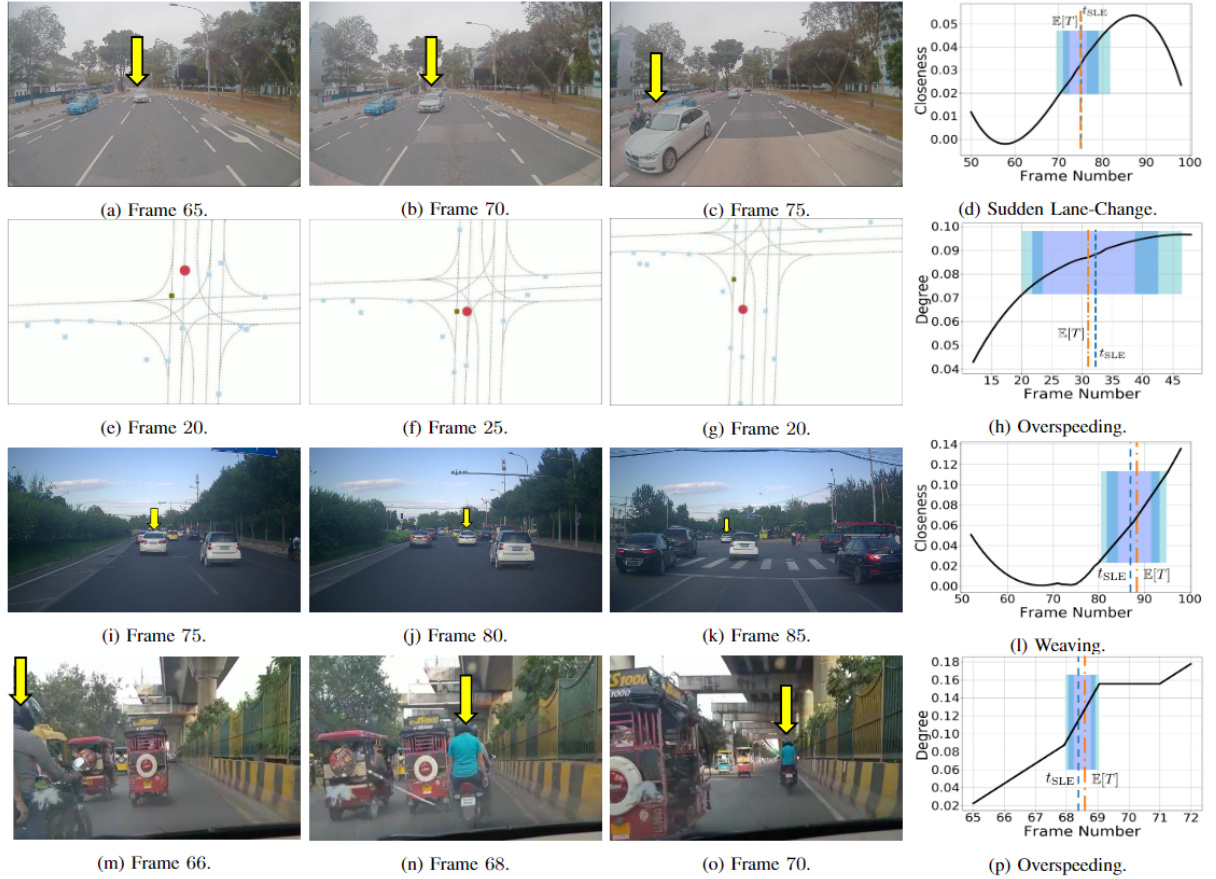 𝔼[T]
t_SLE
0.05
0.04
0.03
0.02
0.01
0.00
Closeness
50 60 70 80 90 100
Frame Number
(a) Frame 65.
(b) Frame 70.
(c) Frame 75.
(d) Sudden Lane-Change.
0.10
0.09
0.08
0.07
0.06
0.05
0.04
Degree
𝔼[T]
t_SLE
15 20 25 30 35 40 45
Frame Number
(e) Frame 20.
(f) Frame 25.
(g) Frame 20.
(h) Overspeeding.
0.14
0.12
0.10
0.08
0.06
0.04
0.02
0.00
Closeness
t_SLE
𝔼[T]
50 60 70 80 90 100
Frame Number
(i) Frame 75.
(j) Frame 80.
(k) Frame 85.
(l) Weaving.
1000
0.18
0.16
0.14
0.12
0.10
0.08
0.06
0.04
0.02
Degree
t_SLE
𝔼[T]
65 66 67 68 69 70 71 72
Frame Number
(m) Frame 66.
(n) Frame 68.
(o) Frame 70.
(p) Overspeeding.